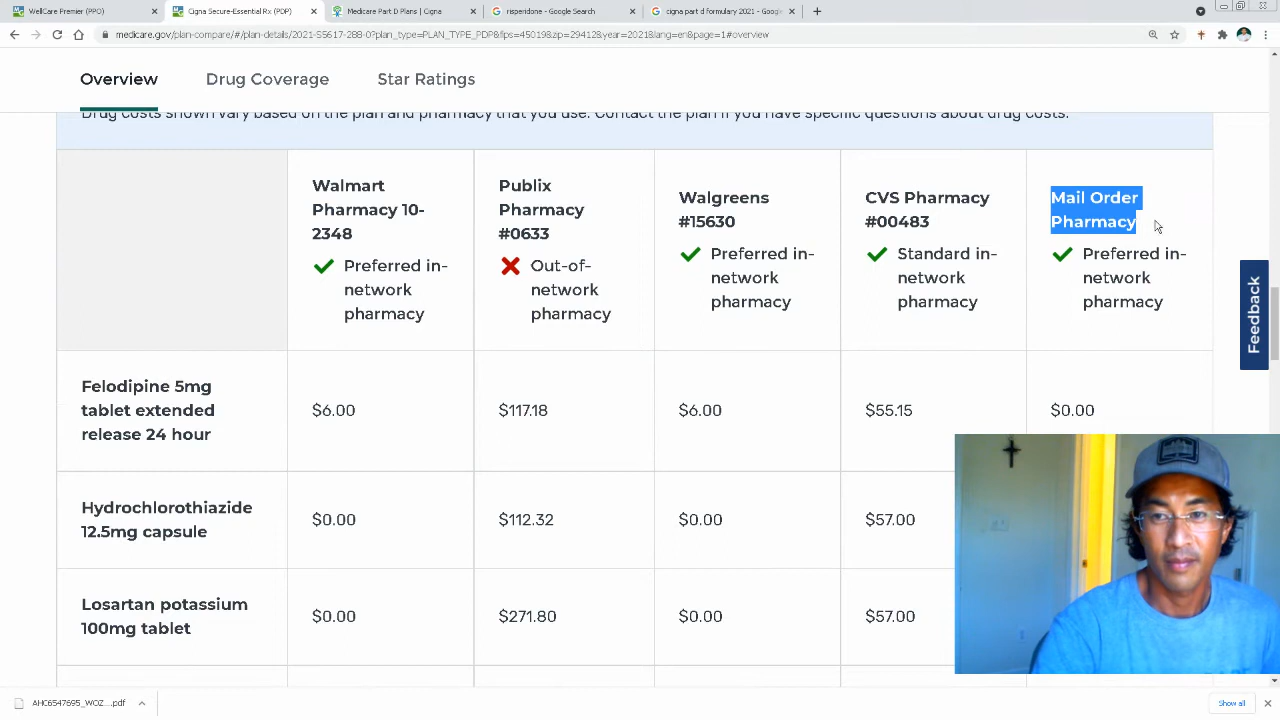 WellCare Premier (PPO)
Cigna Secure-Essential Rx (PDP)
Medicare Part D Plans | Cigna
risperidone - Google Search
cigna part d formulary 2021 - Goog
medicare.gov/plan-compare/#/plan-details/2021-S5617-288-0?plan_type=PLAN_TYPE_PDP&fips=45019&zip=29412&year=2021&lang=en&page=1#overview
Overview
Drug Coverage
Star Ratings
Drug costs shown vary based on the plan and pharmacy that you use. Contact the plan if you have specific questions about drug costs.
Walmart
Pharmacy 10-
2348
Preferred in-
network
pharmacy
Publix
Pharmacy
#0633
Out-of-
network
pharmacy
Walgreens
#15630
Preferred in-
network
pharmacy
CVS Pharmacy
#00483
Standard in-
network
pharmacy
Mail Order
Pharmacy
Preferred in-
network
pharmacy
Feedback
Felodipine 5mg
tablet extended
release 24 hour
$6.00
$117.18
$6.00
$55.15
$0.00
Hydrochlorothiazide
12.5mg capsule
$0.00
$112.32
$0.00
$57.00
Losartan potassium
100mg tablet
$0.00
$271.80
$0.00
$57.00
AHC6547695_WOZ....pdf
Show all